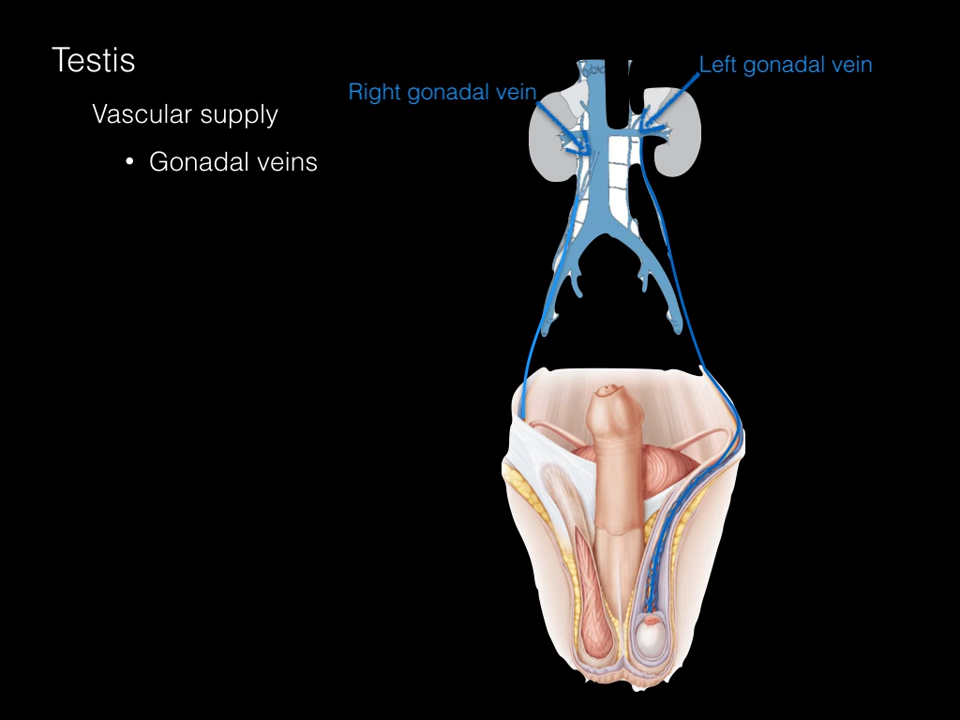 Testis
Vascular supply
• Gonadal veins
Right gonadal vein
Left gonadal vein